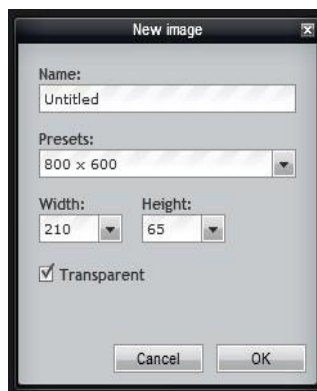 New image
Name:
Untitled
Presets:
800 × 600
Width: Height:
210 65
Transparent
Cancel OK